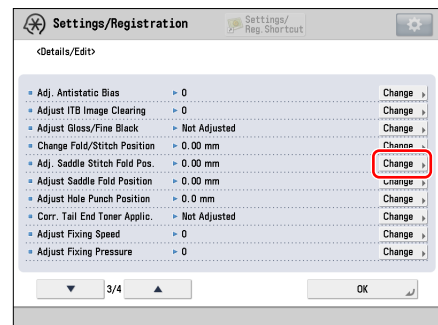 Settings/Registration
Settings/
Reg.Shortcut
<Details/Edit>
Adj. Antistatic Bias ► 0 Change
Adjust ITB Image Clearing ► 0 Change
Adjust Gloss/Fine Black ► Not Adjusted Change
Change Fold/Stitch Position ► 0.00 mm Change
Adj. Saddle Stitch Fold Pos. ► 0.00 mm Change
Adjust Saddle Fold Position ► 0.00 mm Change
Adjust Hole Punch Position ► 0.0 mm Change
Corr. Tail End Toner Applic. ► Not Adjusted Change
Adjust Fixing Speed ► 0 Change
Adjust Fixing Pressure ► 0 Change
▼ 3/4 ▲ OK